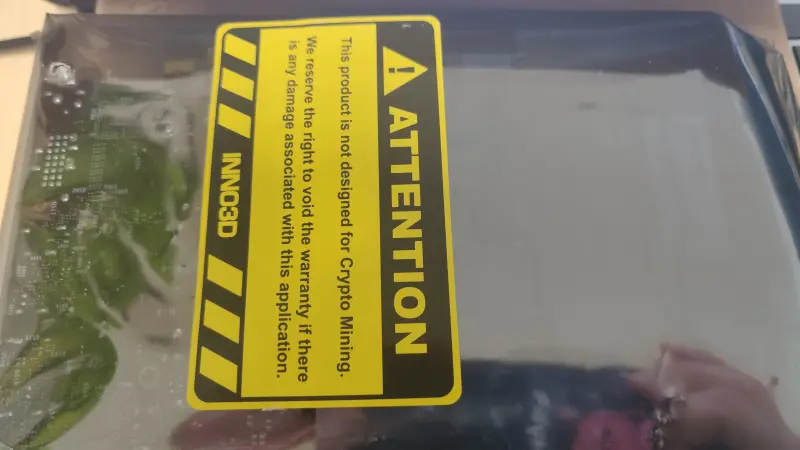 ATTENTION
This product is not designed for Crypto Mining.
We reserve the right to void the warranty if there
is any damage associated with this application.
INNO3D